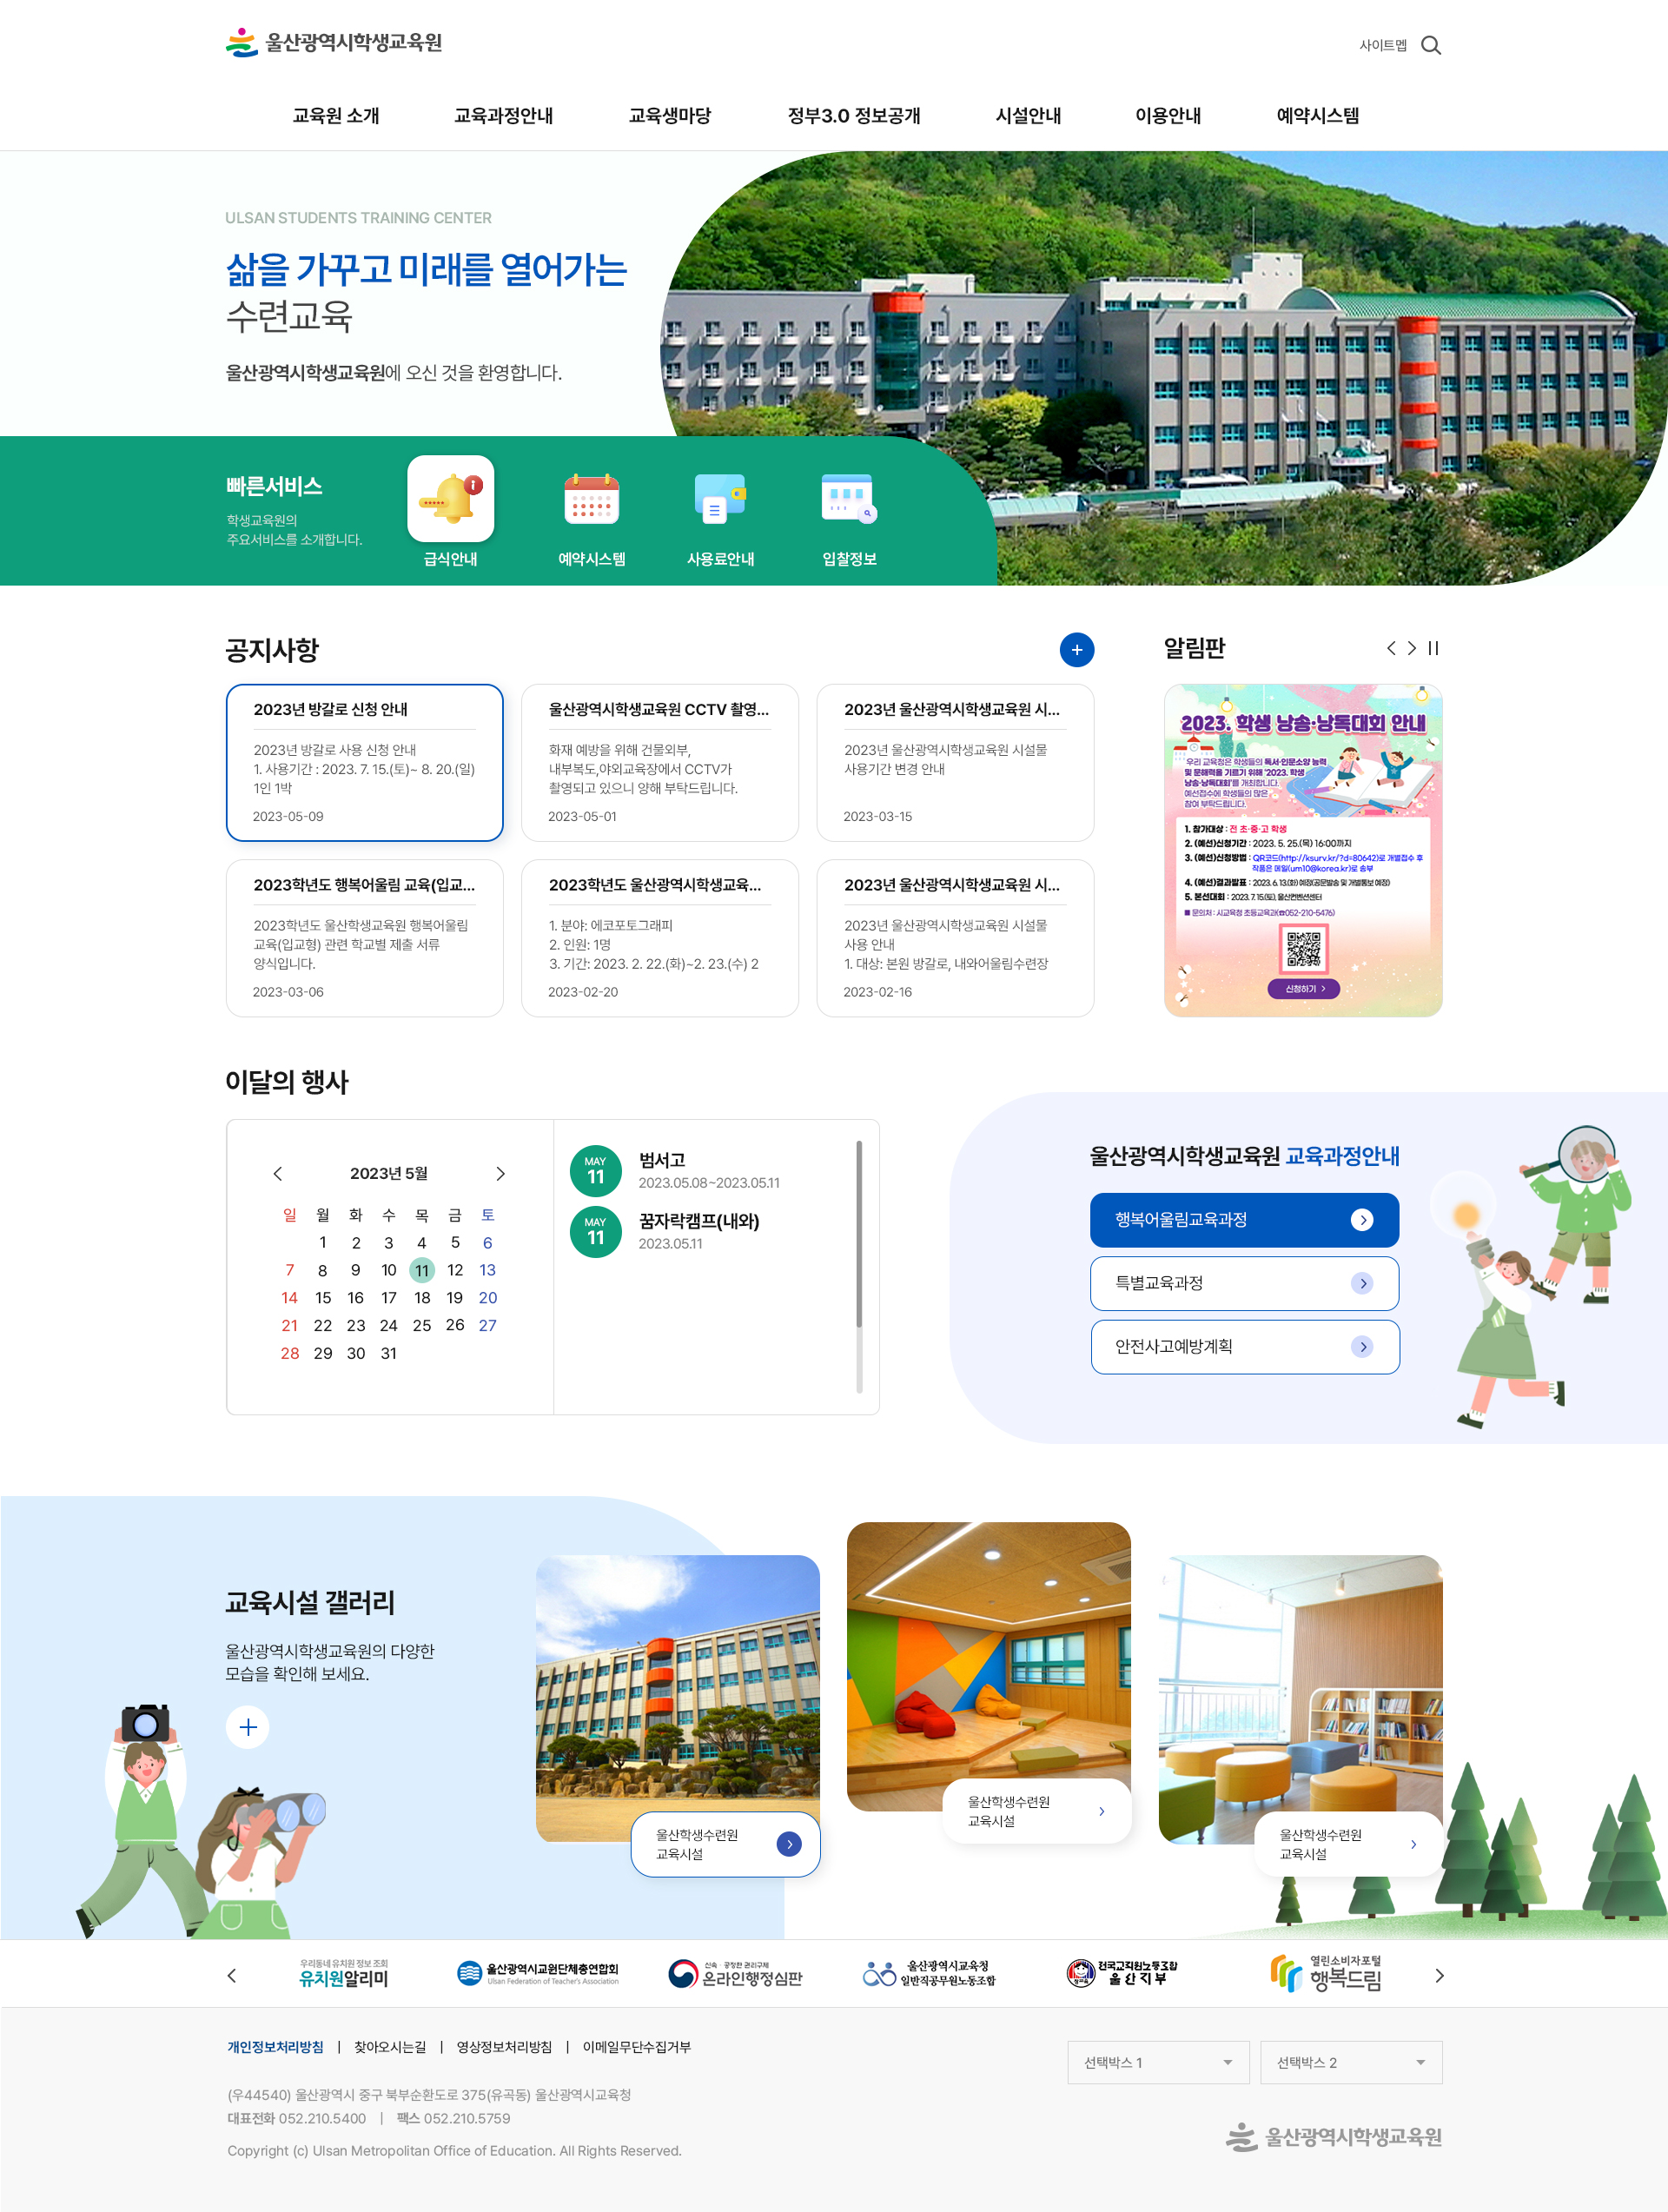 울산광역시학생교육원
사이트멥
교육원 소개
교육과정안내
교육생마당
정부3.0 정보공개
시설안내
이용안내
예약시스템
ULSAN STUDENTS TRAINING CENTER
삶을 가꾸고 미래를 열어가는
수련교육
울산광역시학생교육원에 오신 것을 환영합니다.
빠른서비스
학생교육원의
주요서비스를 소개합니다.
급식안내
예약시스템
사용료안내
입찰정보
공지사항
2023년 방갈로 신청 안내
2023년 방갈로 사용 신청 안내
1. 사용기간 : 2023. 7. 15.(토)~ 8. 20.(일)
1인 1박
2023-05-09
울산광역시학생교육원 CCTV 촬영...
화재 예방을 위해 건물외부,
내부복도,야외교육장에서 CCTV가
촬영되고 있으니 양해 부탁드립니다.
2023-05-01
2023년 울산광역시학생교육원 시...
2023년 울산광역시학생교육원 시설물
사용기간 변경 안내
2023-03-15
2023학년도 행복어울림 교육(입교...
2023학년도 울산학생교육원 행복어울림
교육(입교형) 관련 학교별 제출 서류
양식입니다.
2023-03-06
2023학년도 울산광역시학생교육...
1. 분야: 에코포토그래피
2. 인원: 1명
3. 기간: 2023. 2. 22.(화)~2. 23.(수) 2
2023-02-20
2023년 울산광역시학생교육원 시...
2023년 울산광역시학생교육원 시설물
사용 안내
1. 대상: 본원 방갈로, 내와어울림수련장
2023-02-16
알림판
2023. 학생 낭송·낭독대회 안내
우리 교육청은 학생들의 독서·인문소양 능력
및 문해력을 기르기 위해 '2023. 학생
낭송·낭독대회'를 개최합니다.
예선접수에 학생들의 많은
참여 부탁드립니다.
1. 참가대상 : 전 초·중·고 학생
2. (예선)신청기간 : 2023. 5. 25.(목) 16:00까지
3. (예선)신청방법 : QR코드(http://ksurv.kr/?d=80642)로 개별접수 후
작품은 메일(um10@korea.kr)로 송부
4. (예선)결과발표 : 2023. 6. 13.(화) 예정(공문발송 및 개별통보 예정)
5. 본선대회 : 2023. 7. 15.(토), 울산컨벤션센터
■ 문의처 : 시교육청 초등교육과(☎052-210-5476)
신청하기
이달의 행사
2023년 5월
일 월 화 수 목 금 토
1 2 3 4 5 6
7 8 9 10 11 12 13
14 15 16 17 18 19 20
21 22 23 24 25 26 27
28 29 30 31
MAY
11
범서고
2023.05.08~2023.05.11
MAY
11
꿈자락캠프(내와)
2023.05.11
울산광역시학생교육원 교육과정안내
행복어울림교육과정
특별교육과정
안전사고예방계획
교육시설 갤러리
울산광역시학생교육원의 다양한
모습을 확인해 보세요.
울산학생수련원
교육시설
울산학생수련원
교육시설
울산학생수련원
교육시설
우리동네 유치원 정보 조회
유치원알리미
울산광역시교원단체총연합회
Ulsan Federation of Teacher's Association
신속 · 공정한 권리구제
온라인행정심판
울산광역시교육청
일반직공무원노동조합
전국교직원노동조합
울산지부
열린소비자포털
행복드림
개인정보처리방침 | 찾아오시는길 | 영상정보처리방침 | 이메일무단수집거부
선택박스 1
선택박스 2
(우44540) 울산광역시 중구 북부순환도로 375(유곡동) 울산광역시교육청
대표전화 052.210.5400 | 팩스 052.210.5759
Copyright (c) Ulsan Metropolitan Office of Education. All Rights Reserved.
울산광역시학생교육원